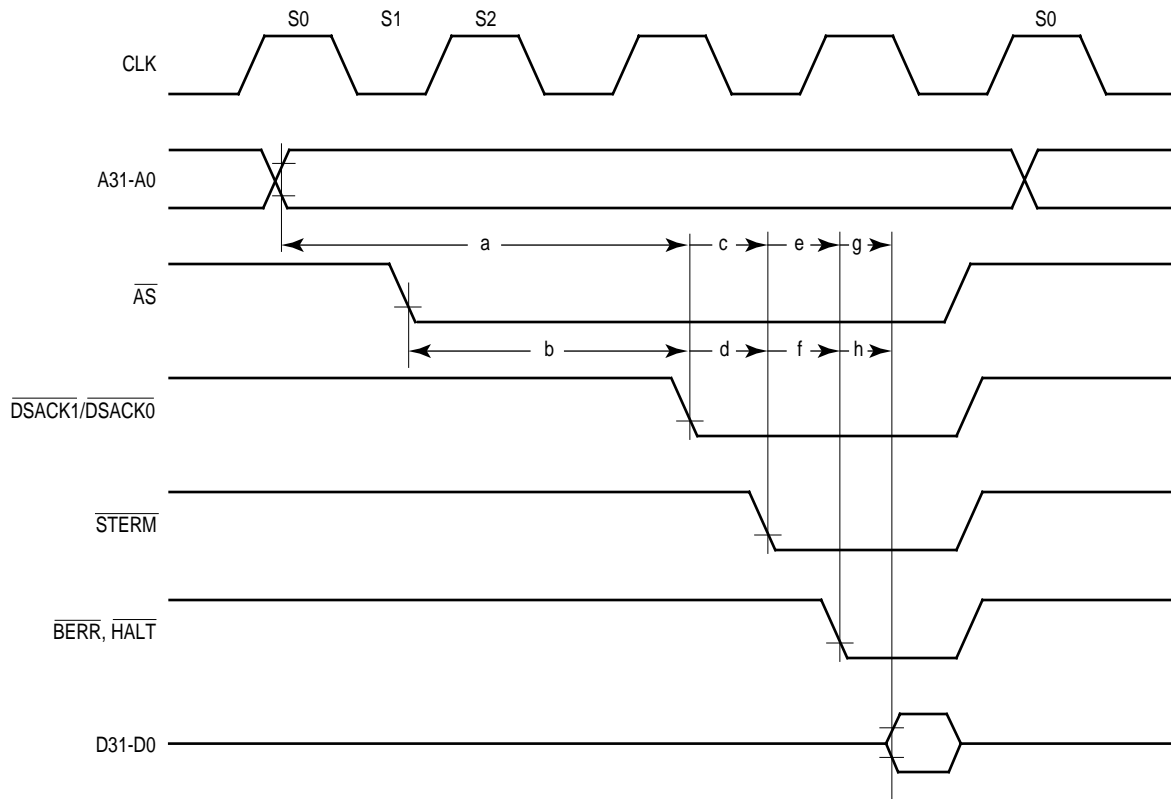 S0 S1 S2 S0
CLK
A31-A0
a c e g
AS
b d f h
DSACK1/DSACK0
STERM
BERR, HALT
D31-D0